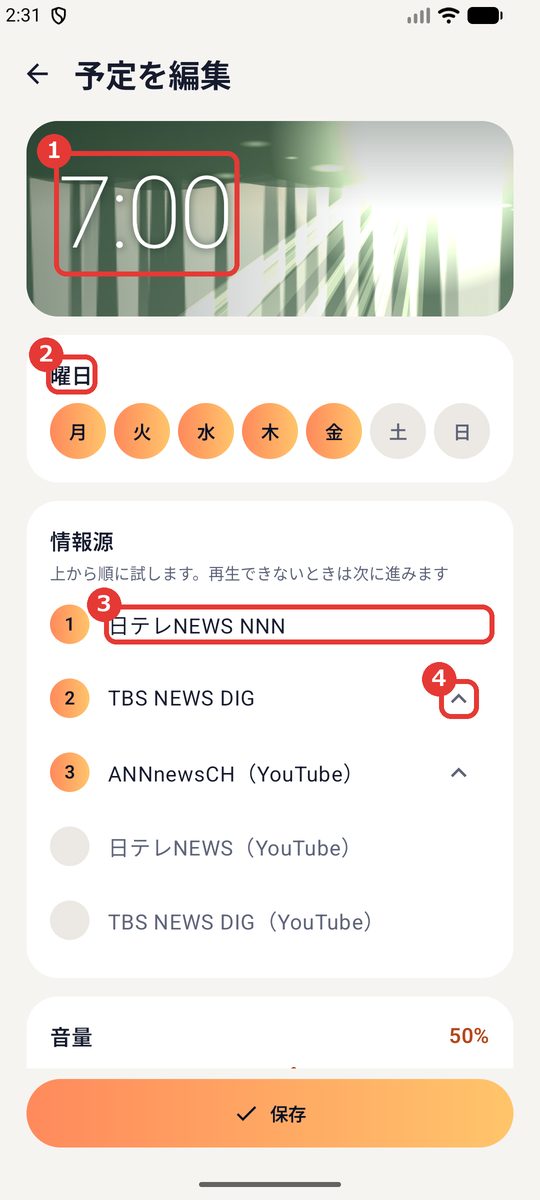 2:31
予定を編集
1
7:00
2
曜日
月 火 水 木 金 土 日
情報源
上から順に試します。再生できないときは次に進みます
3
1 日テレNEWS NNN
4
2 TBS NEWS DIG
3 ANNnewsCH（YouTube）
日テレNEWS（YouTube）
TBS NEWS DIG（YouTube）
音量 50%
保存